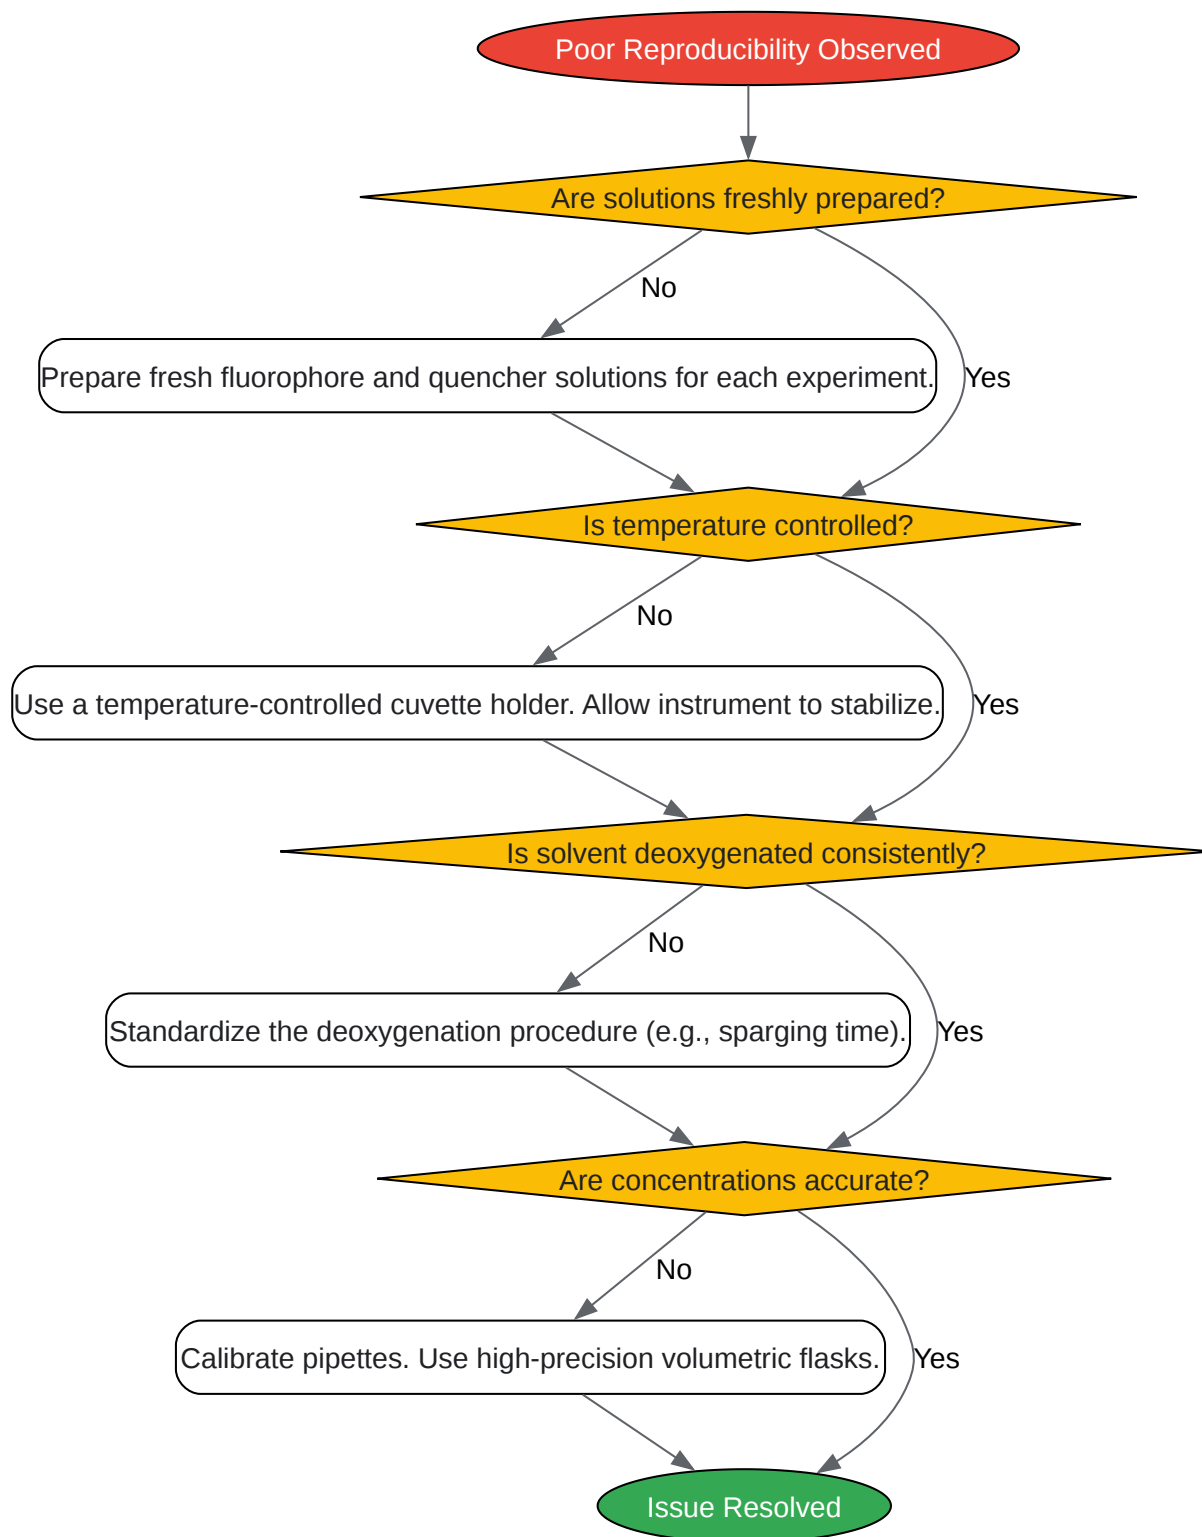 Poor Reproducibility Observed
Are solutions freshly prepared?
No
Prepare fresh fluorophore and quencher solutions for each experiment.
Yes
Is temperature controlled?
No
Use a temperature-controlled cuvette holder. Allow instrument to stabilize.
Yes
Is solvent deoxygenated consistently?
No
Standardize the deoxygenation procedure (e.g., sparging time).
Yes
Are concentrations accurate?
No
Calibrate pipettes. Use high-precision volumetric flasks.
Yes
Issue Resolved